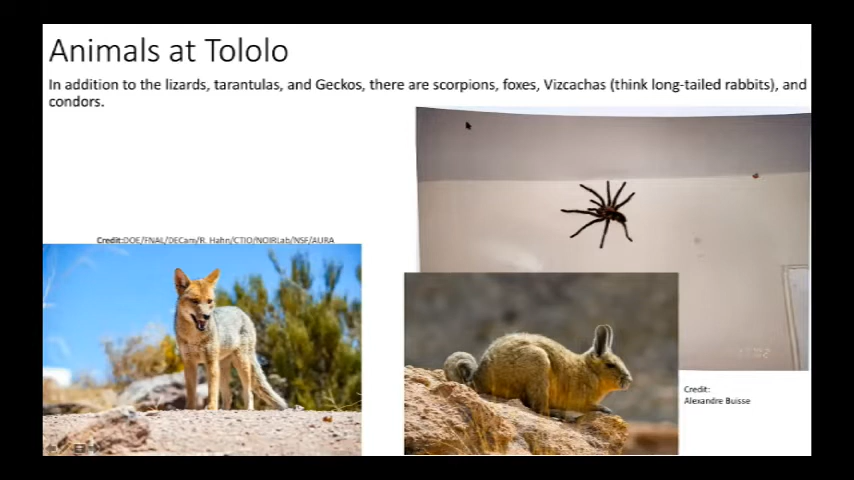 Animals at Tololo
In addition to the lizards, tarantulas, and Geckos, there are scorpions, foxes, Vizcachas (think long-tailed rabbits), and
condors.
Credit:DOE/FNAL/DECam/R. Hahn/CTIO/NOIRLab/NSF/AURA
Credit:
Alexandre Buisse